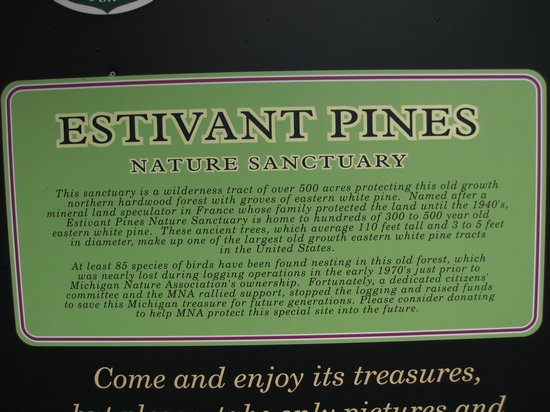 ESTIVANT PINES
NATURE SANCTUARY
This sanctuary is a wilderness tract of over 500 acres protecting this old growth
northern hardwood forest with groves of eastern white pine. Named after a
mineral land speculator in France whose family protected the land until the 1940's,
Estivant Pines Nature Sanctuary is home to hundreds of 300 to 500 year old
eastern white pine. These ancient trees, which average 110 feet tall and 3 to 5 feet
in diameter, make up one of the largest old growth eastern white pine tracts
in the United States.
At least 85 species of birds have been found nesting in this old forest, which
was nearly lost during logging operations in the early 1970's just prior to
Michigan Nature Association's ownership. Fortunately, a dedicated citizens'
committee and the MNA rallied support, stopped the logging and raised funds
to save this Michigan treasure for future generations. Please consider donating
to help MNA protect this special site into the future.
Come and enjoy its treasures,
but please take only pictures and